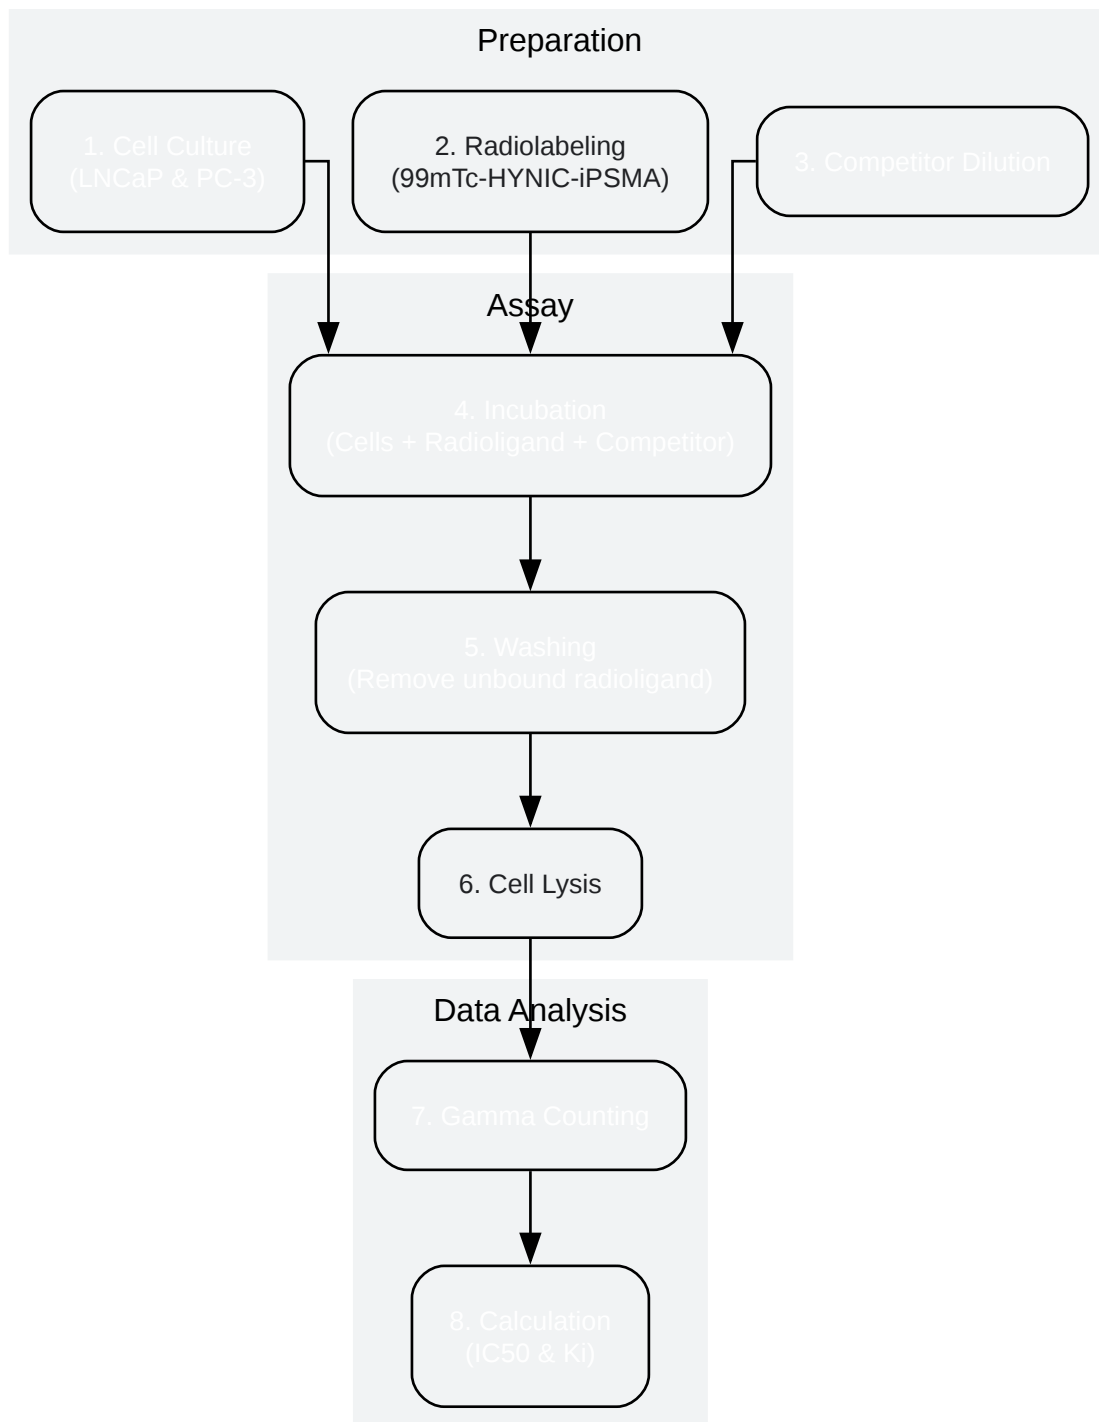 Preparation
1. Cell Culture
(LNCaP & PC-3)
2. Radiolabeling
(99mTc-HYNIC-iPSMA)
3. Competitor Dilution
Assay
4. Incubation
(Cells + Radioligand + Competitor)
5. Washing
(Remove unbound radioligand)
6. Cell Lysis
Data Analysis
7. Gamma Counting
8. Calculation
(IC50 & Ki)